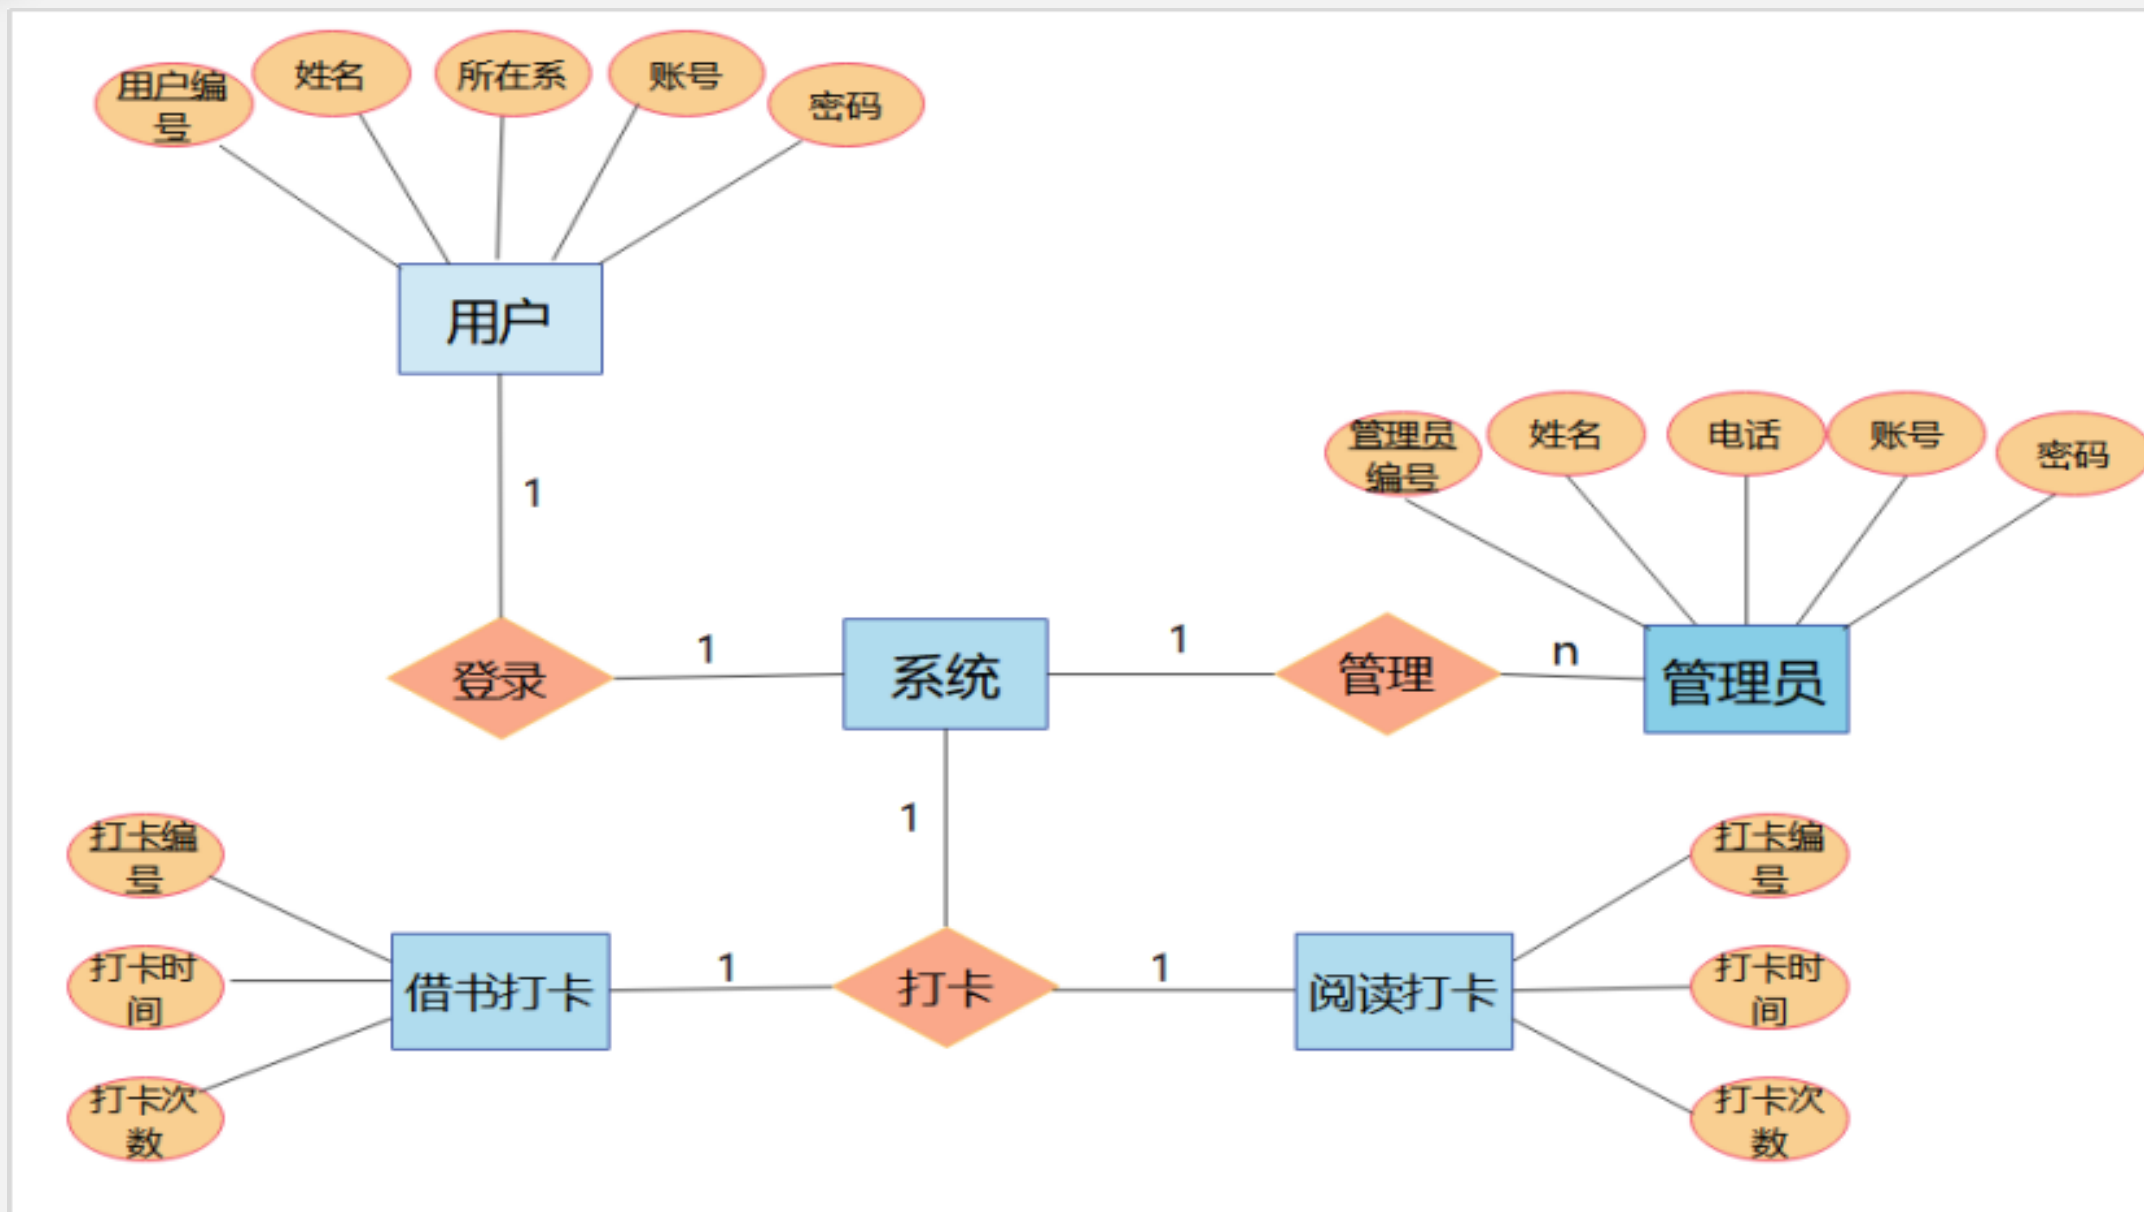 用户编
号
姓名
所在系
账号
密码
用户
1
管理员
编号
姓名
电话
账号
密码
登录
1
系统
1
管理
n
管理员
1
打卡编
号
打卡时
间
打卡次
数
借书打卡
1
打卡
1
阅读打卡
打卡编
号
打卡时
间
打卡次
数